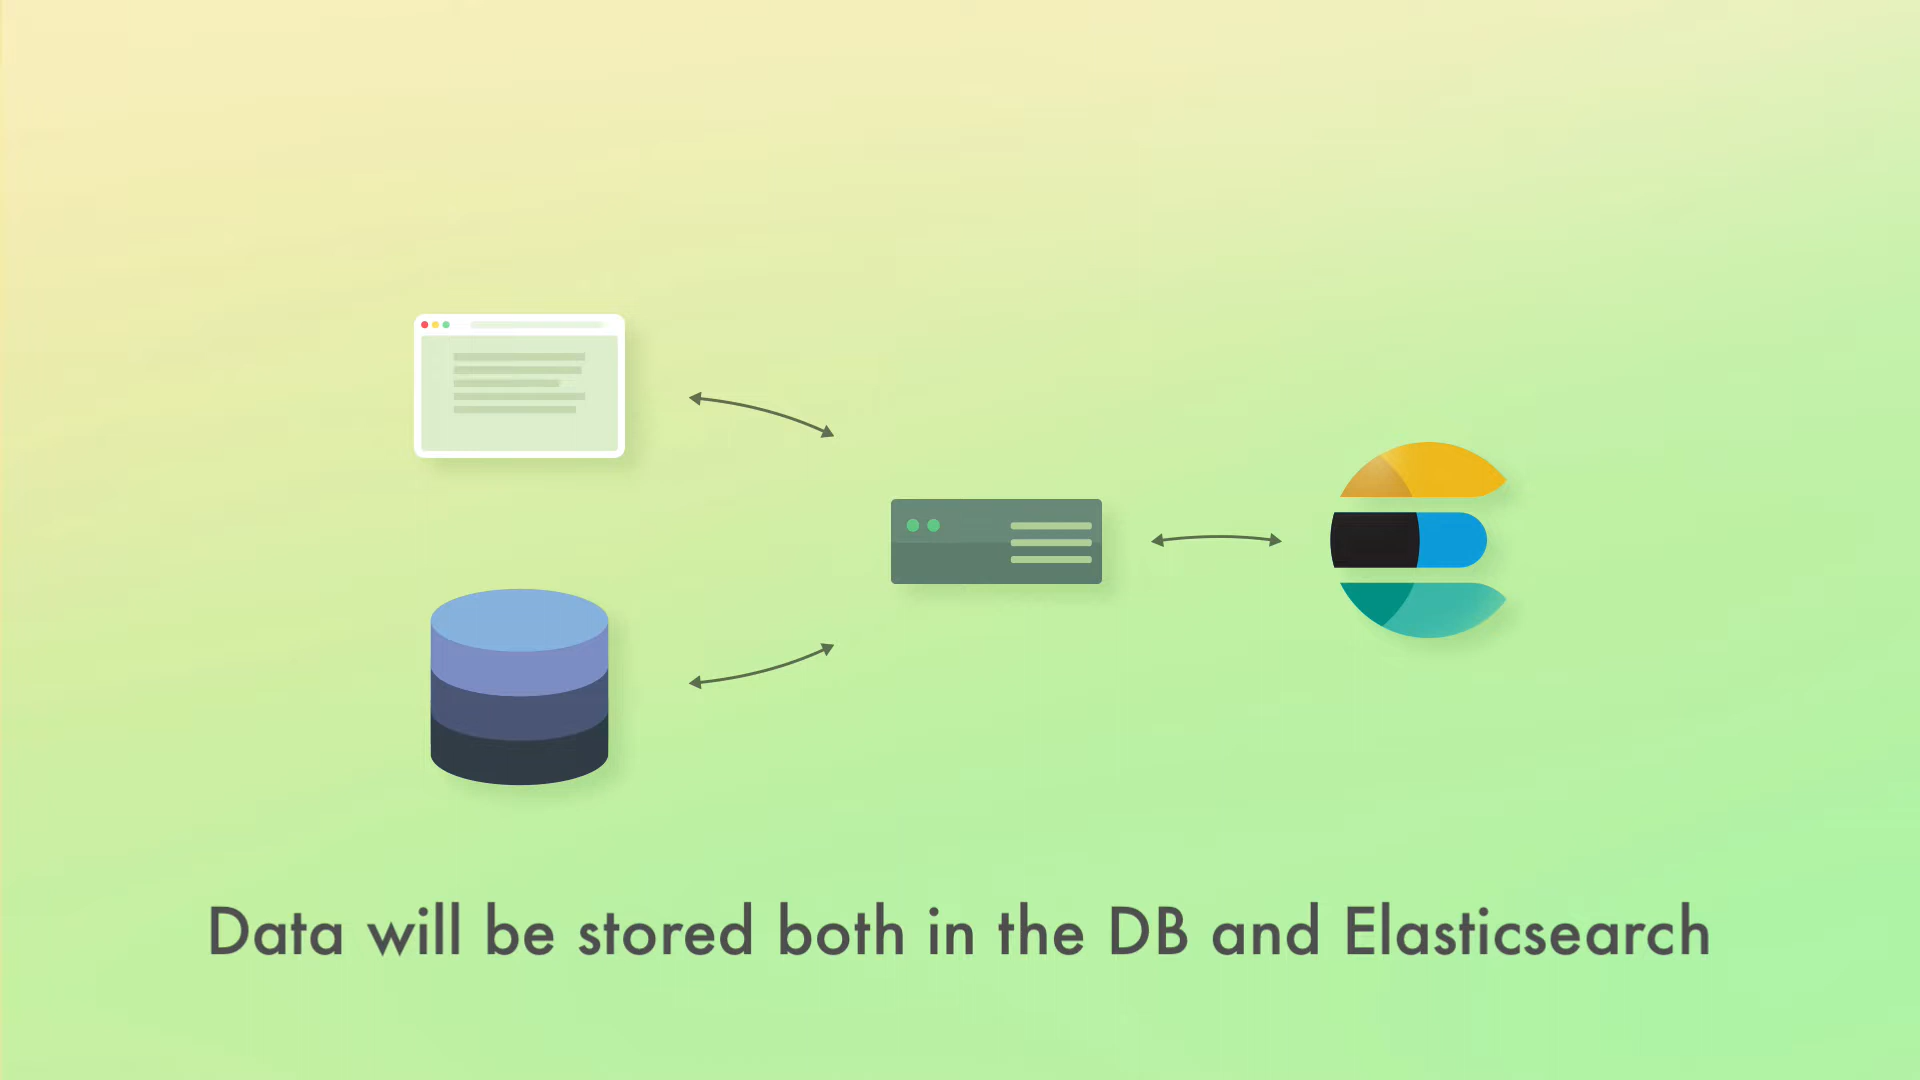 Data will be stored both in the DB and Elasticsearch